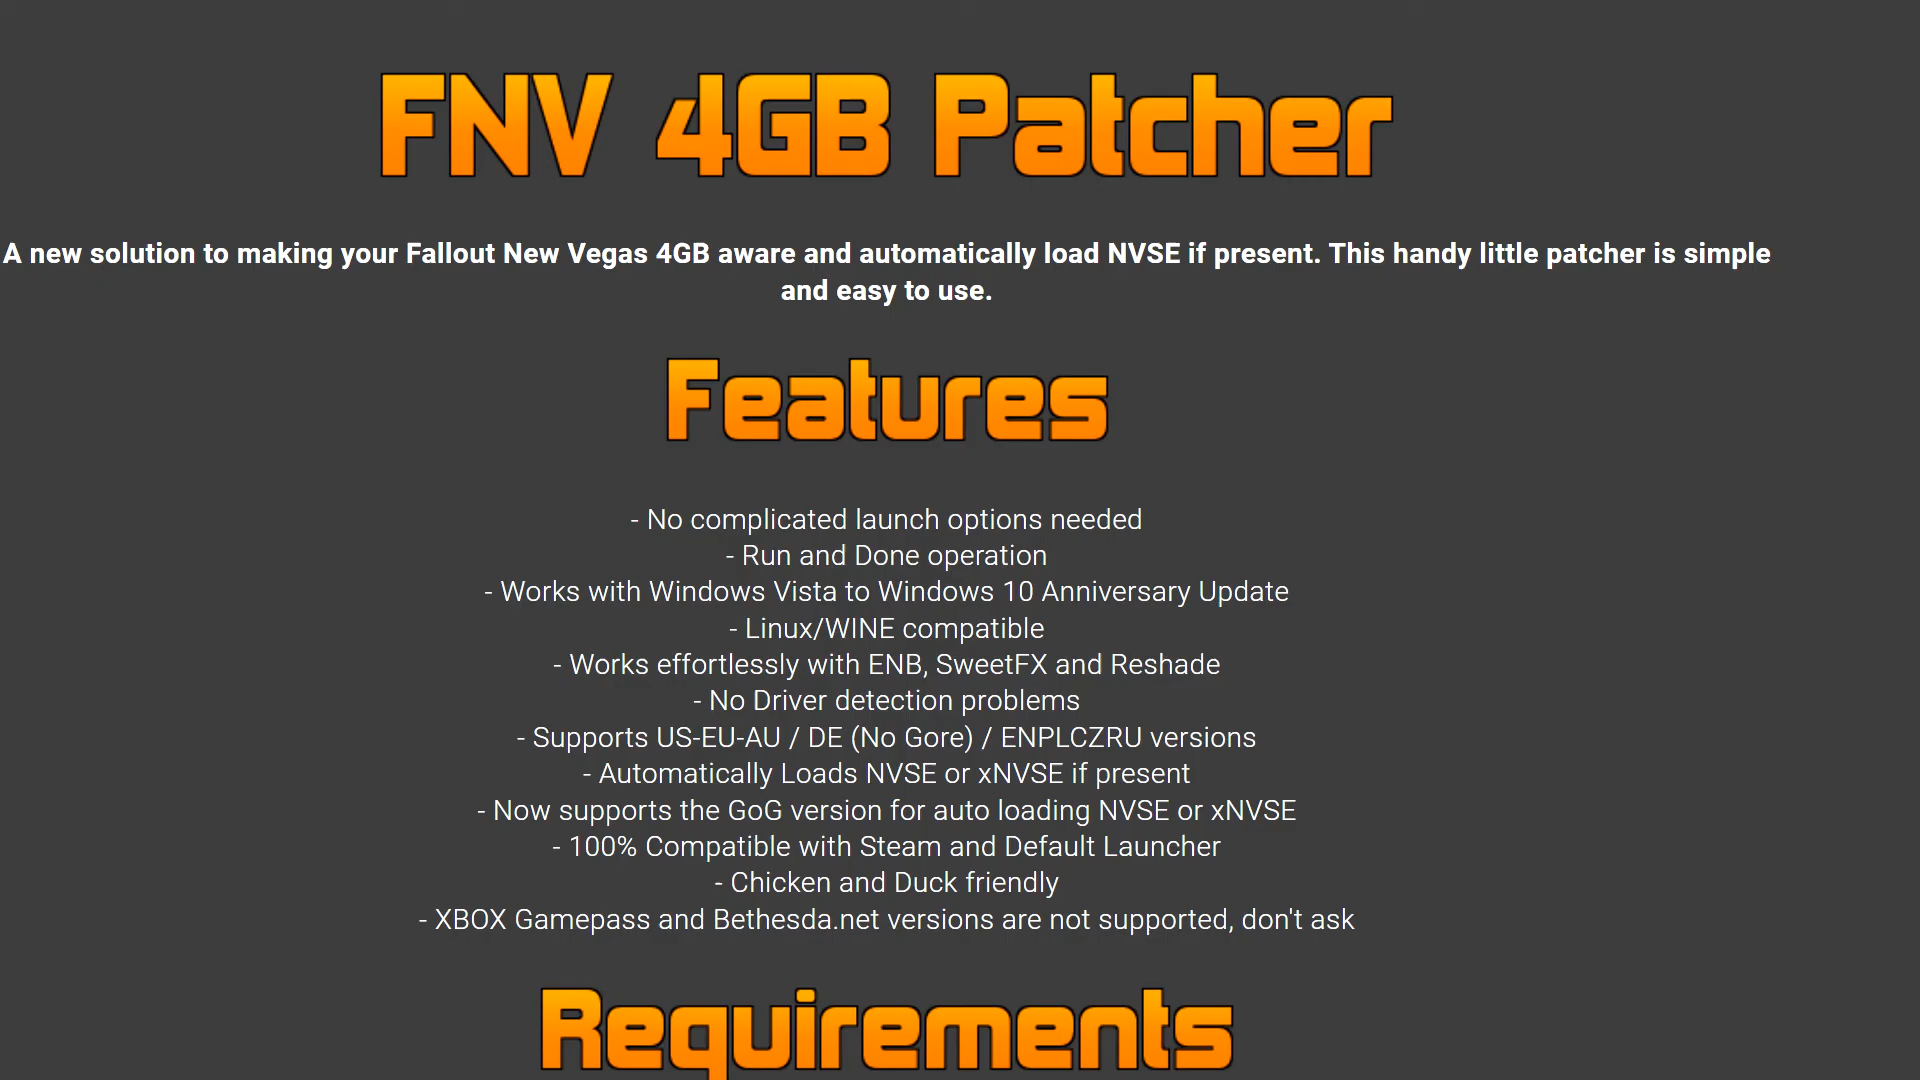 FNV 4GB Patcher
A new solution to making your Fallout New Vegas 4GB aware and automatically load NVSE if present. This handy little patcher is simple
and easy to use.
Features
- No complicated launch options needed
- Run and Done operation
- Works with Windows Vista to Windows 10 Anniversary Update
- Linux/WINE compatible
- Works effortlessly with ENB, SweetFX and Reshade
- No Driver detection problems
- Supports US-EU-AU / DE (No Gore) / ENPLCZRU versions
- Automatically Loads NVSE or xNVSE if present
- Now supports the GoG version for auto loading NVSE or xNVSE
- 100% Compatible with Steam and Default Launcher
- Chicken and Duck friendly
- XBOX Gamepass and Bethesda.net versions are not supported, don't ask
Requirements